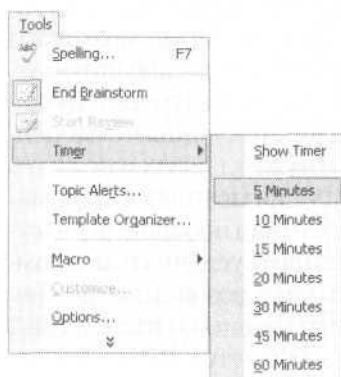 Tools
ABC
Spelling... F7
End Brainstorm
Start Review
Timer
Topic Alerts...
Template Organizer...
Macro
Customize...
Options...
Show Timer
5 Minutes
10 Minutes
15 Minutes
20 Minutes
30 Minutes
45 Minutes
60 Minutes